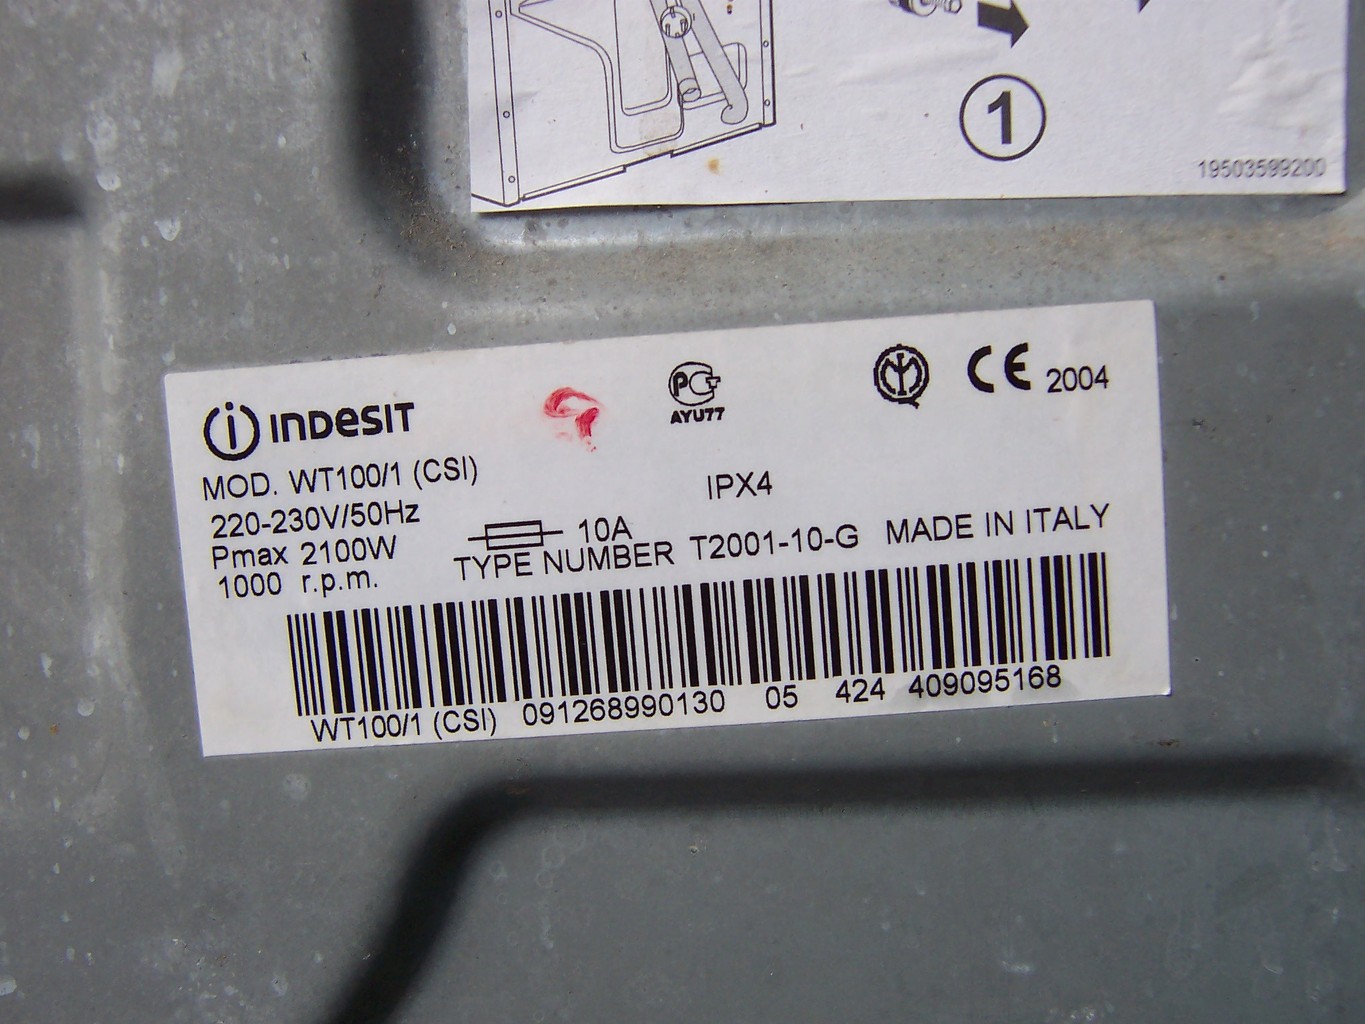 1
19503599200
INDESIT
PCT
AYU77
CE 2004
MOD. WT100/1 (CSI)
220-230V/50Hz
IPX4
Pmax 2100W
10A
1000 r.p.m.
TYPE NUMBER T2001-10-G MADE IN ITALY
WT100/1 (CSI) 091268990130 05 424 409095168